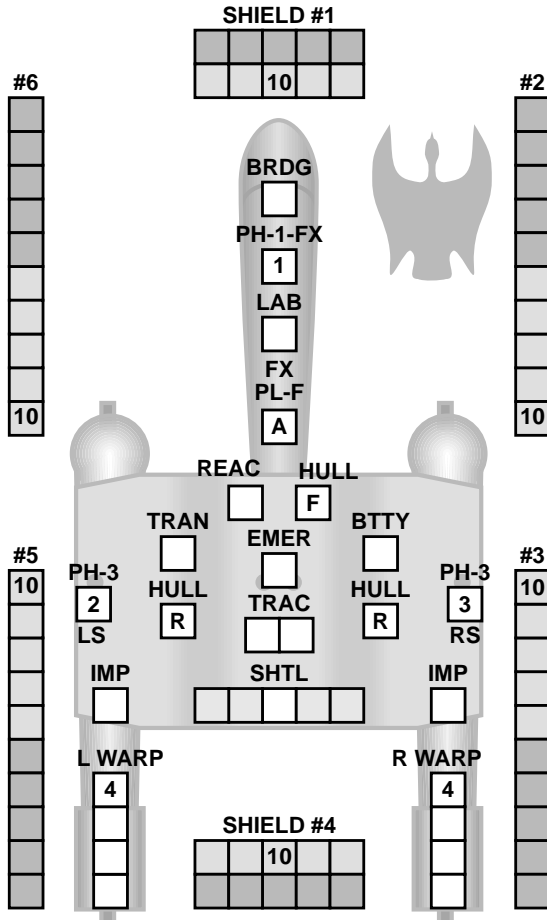 SHIELD #1
10
#6
#2
BRDG
PH-1-FX
1
LAB
FX
PL-F
A
10
10
REAC
HULL
F
TRAN
BTTY
EMER
#5
#3
10
10
PH-3
PH-3
HULL
HULL
2
3
TRAC
R
R
LS
RS
IMP
SHTL
IMP
L WARP
R WARP
4
4
SHIELD #4
10